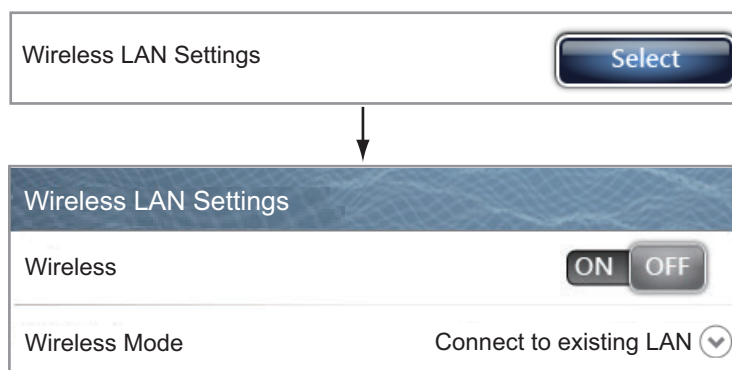 Wireless LAN Settings Select
Wireless LAN Settings
Wireless ON OFF
Wireless Mode Connect to existing LAN